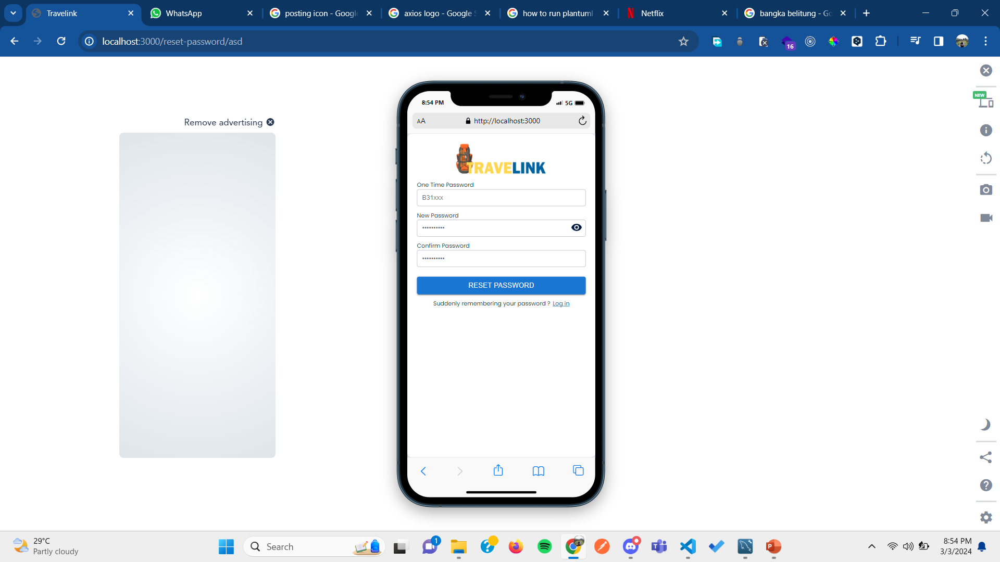 Travelink
WhatsApp
posting icon - Google
axios logo - Google S
how to run plantuml
Netflix
bangka belitung - Go
localhost:3000/reset-password/asd
16
NEW
Remove advertising
8:54 PM
5G
AA
http://localhost:3000
TRAVELINK
One Time Password
B31xxx
New Password
••••••••••
Confirm Password
••••••••••
RESET PASSWORD
Suddenly remembering your password ? Log in
29°C
Partly cloudy
Search
1
8:54 PM
3/3/2024